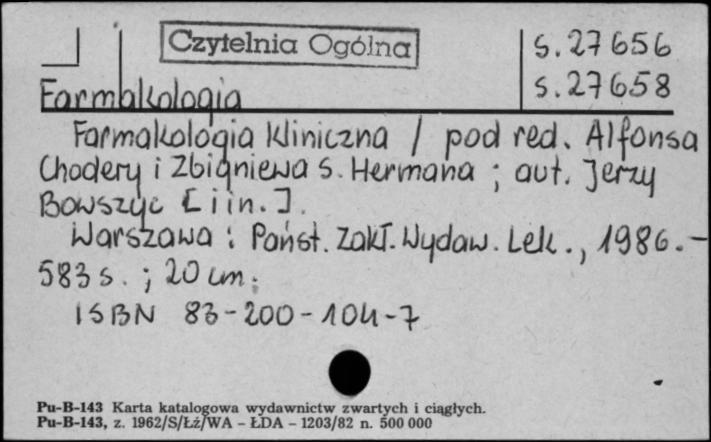 Czytelnia Ogólna
S.27656
S.27658
Farmakologia
Farmakologia kliniczna / pod red. Alfonsa
Chodery i Zbigniewa S. Hermana ; aut. Jerzy
Bowszyc [i in.].
Warszawa : Państ. Zakł. Wydaw. Lek., 1986. -
583 s. ; 20 cm.
ISBN 83-200-104-7
Pu-B-143 Karta katalogowa wydawnictw zwartych i ciągłych.
Pu-B-143, z. 1962/S/Łż/WA - ŁDA - 1203/82 n. 500 000